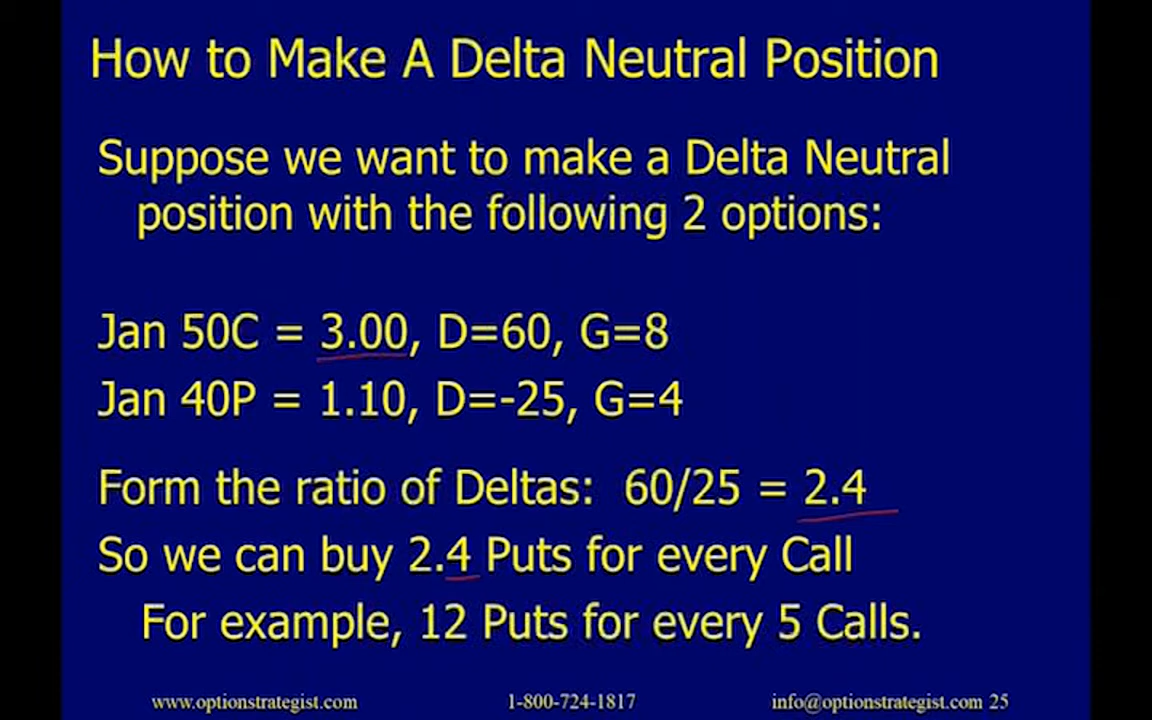 How to Make A Delta Neutral Position
Suppose we want to make a Delta Neutral
position with the following 2 options:
Jan 50C = 3.00, D=60, G=8
Jan 40P = 1.10, D=-25, G=4
Form the ratio of Deltas: 60/25 = 2.4
So we can buy 2.4 Puts for every Call
For example, 12 Puts for every 5 Calls.
www.optionstrategist.com 1-800-724-1817 info@optionstrategist.com 25